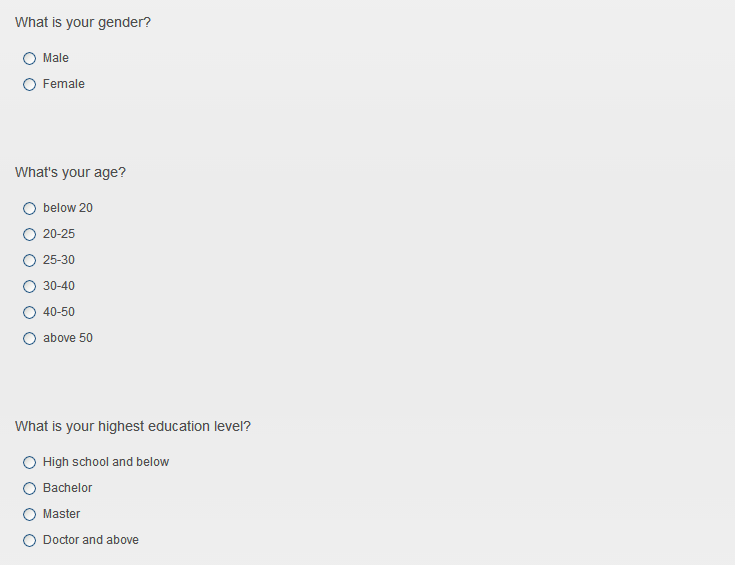 What is your gender?
Male
Female
What's your age?
below 20
20-25
25-30
30-40
40-50
above 50
What is your highest education level?
High school and below
Bachelor
Master
Doctor and above